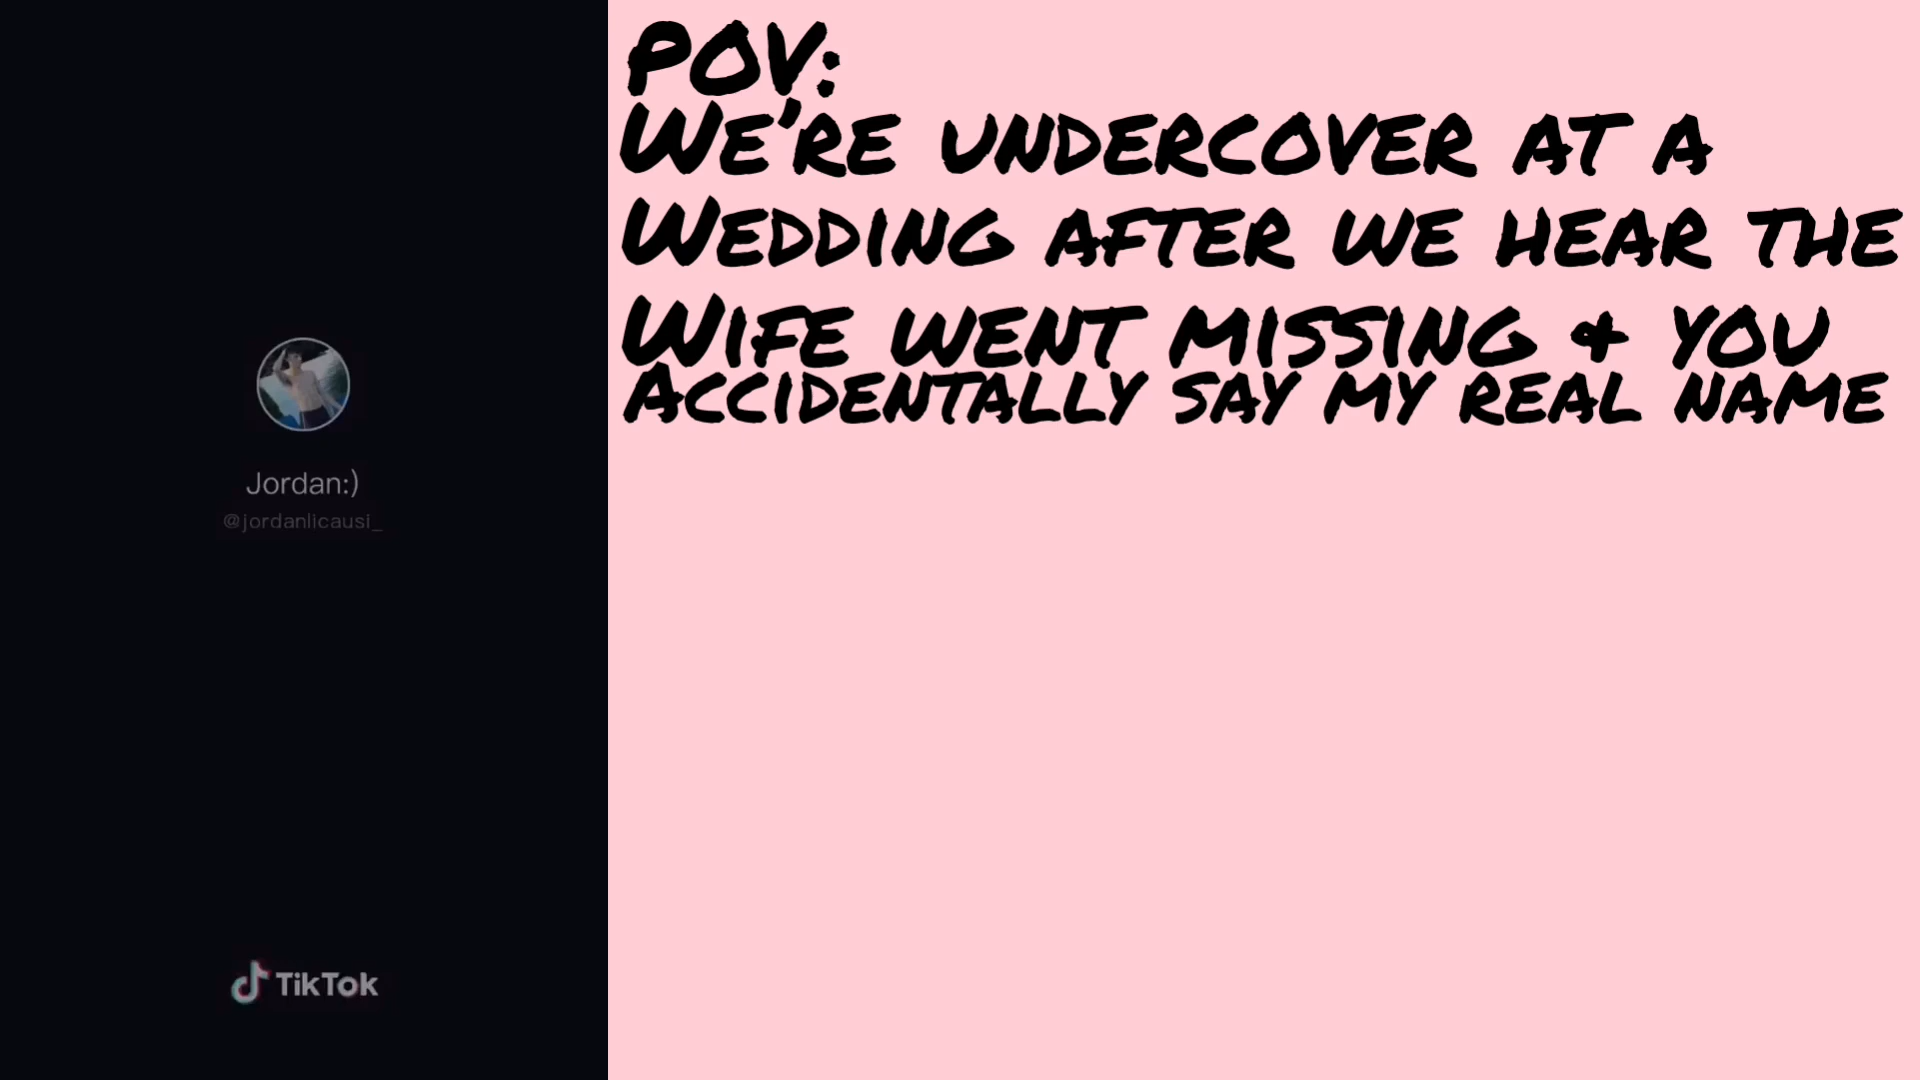 Jordan:)
@jordanlicausi_
TikTok
POV:
WE'RE UNDERCOVER AT A
WEDDING AFTER WE HEAR THE
WIFE WENT MISSING & YOU
ACCIDENTALLY SAY MY REAL NAME